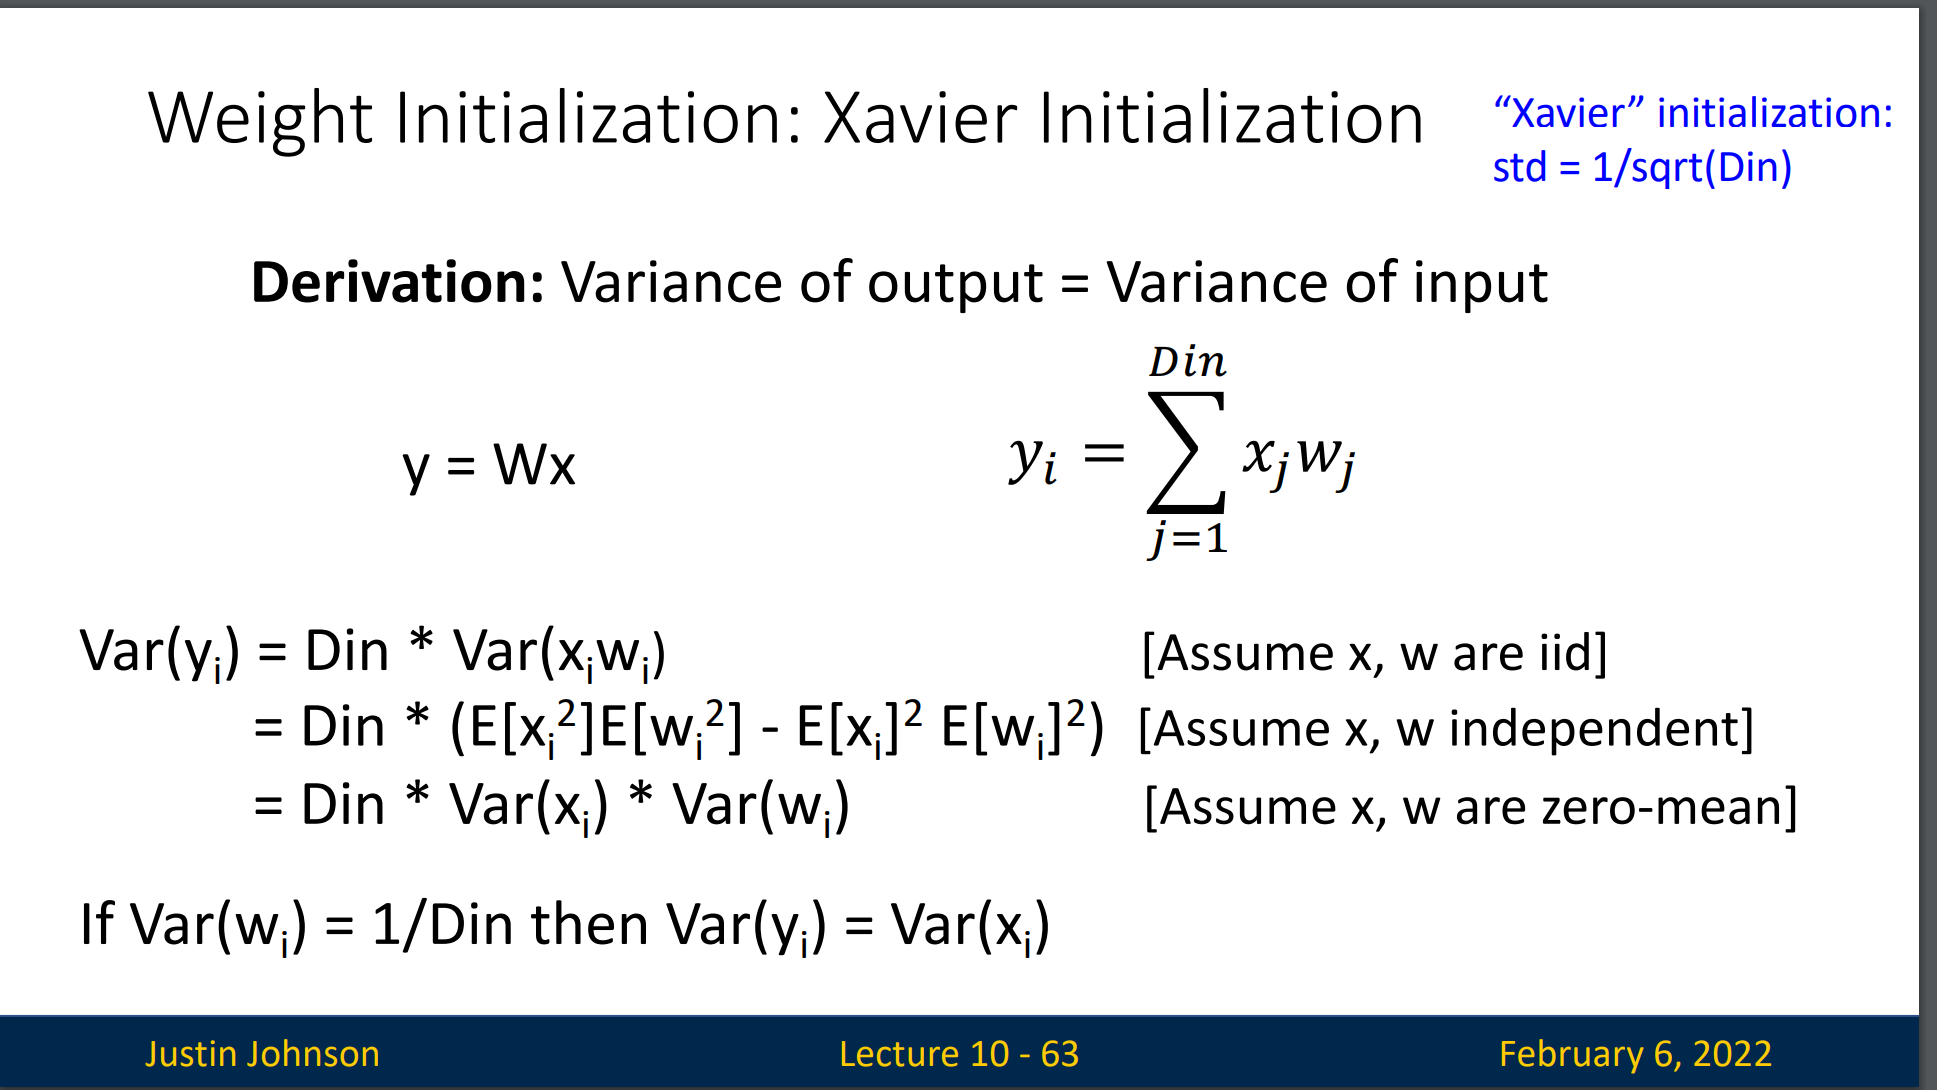 Weight Initialization: Xavier Initialization
“Xavier” initialization:
std = 1/sqrt(Din)
Derivation: Variance of output = Variance of input
y = Wx
$y_i = \sum_{j=1}^{Din} x_j w_j$
Var(y_i) = Din * Var(x_i w_i) [Assume x, w are iid]
= Din * (E[x_i^2]E[w_i^2] - E[x_i]^2 E[w_i]^2) [Assume x, w independent]
= Din * Var(x_i) * Var(w_i) [Assume x, w are zero-mean]
If Var(w_i) = 1/Din then Var(y_i) = Var(x_i)
Justin Johnson
Lecture 10 - 63
February 6, 2022